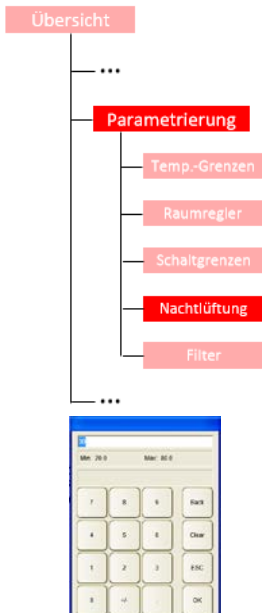 Übersicht
...
Parametrierung
Temp.-Grenzen
Raumregler
Schaltgrenzen
Nachtlüftung
Filter
...
Min: 20.0 Max: 80.0
7 8 9 Back
4 5 6 Clear
1 2 3 ESC
+/- . OK